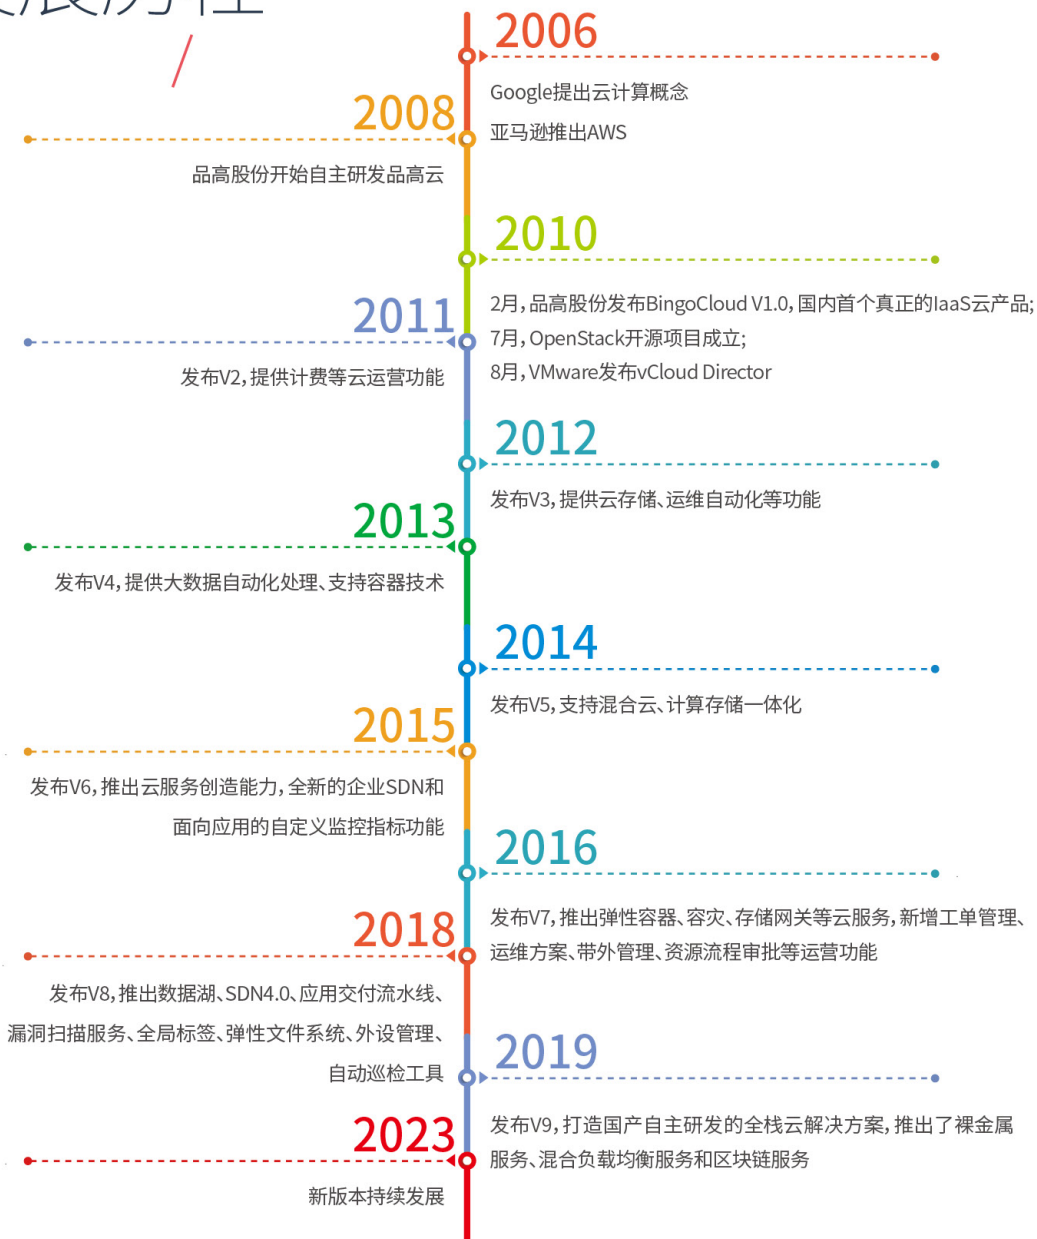 发展历程
2006
Google提出云计算概念
亚马逊推出AWS
2008
品高股份开始自主研发品高云
2010
2月，品高股份发布BingoCloud V1.0，国内首个真正的IaaS云产品；
7月，OpenStack开源项目成立；
8月，VMware发布vCloud Director
2011
发布V2，提供计费等云运营功能
2012
发布V3，提供云存储、运维自动化等功能
2013
发布V4，提供大数据自动化处理、支持容器技术
2014
发布V5，支持混合云、计算存储一体化
2015
发布V6，推出云服务创造能力，全新的企业SDN和
面向应用的自定义监控指标功能
2016
发布V7，推出弹性容器、容灾、存储网关等云服务，新增工单管理、
运维方案、带外管理、资源流程审批等运营功能
2018
发布V8，推出数据湖、SDN4.0、应用交付流水线、
漏洞扫描服务、全局标签、弹性文件系统、外设管理、
自动巡检工具
2019
发布V9，打造国产自主研发的全栈云解决方案，推出了裸金属
服务、混合负载均衡服务和区块链服务
2023
新版本持续发展